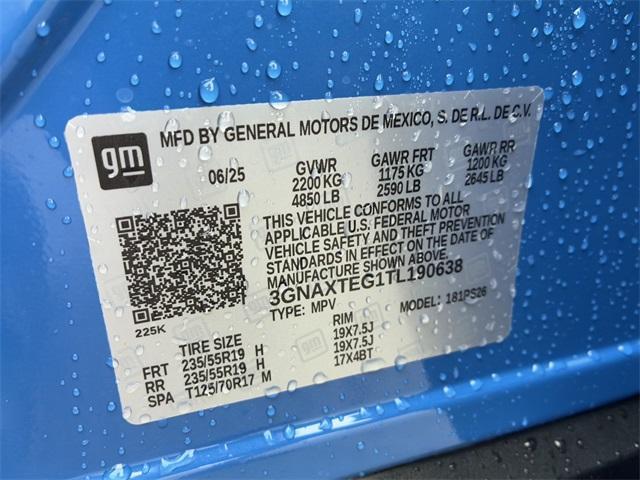 gm
MFD BY GENERAL MOTORS DE MEXICO, S. DE R.L. DE C.V.
06/25 GVWR GAWR FRT GAWR RR
2200 KG 1175 KG 1200 KG
4850 LB 2590 LB 2645 LB
THIS VEHICLE CONFORMS TO ALL
APPLICABLE U.S. FEDERAL MOTOR
VEHICLE SAFETY AND THEFT PREVENTION
STANDARDS IN EFFECT ON THE DATE OF
MANUFACTURE SHOWN ABOVE.
3GNAXTEG1TL190638
TYPE: MPV MODEL: 181PS26
225K
TIRE SIZE RIM
FRT 235/55R19 H 19X7.5J
RR 235/55R19 H 19X7.5J
SPA T125/70R17 M 17X4BT